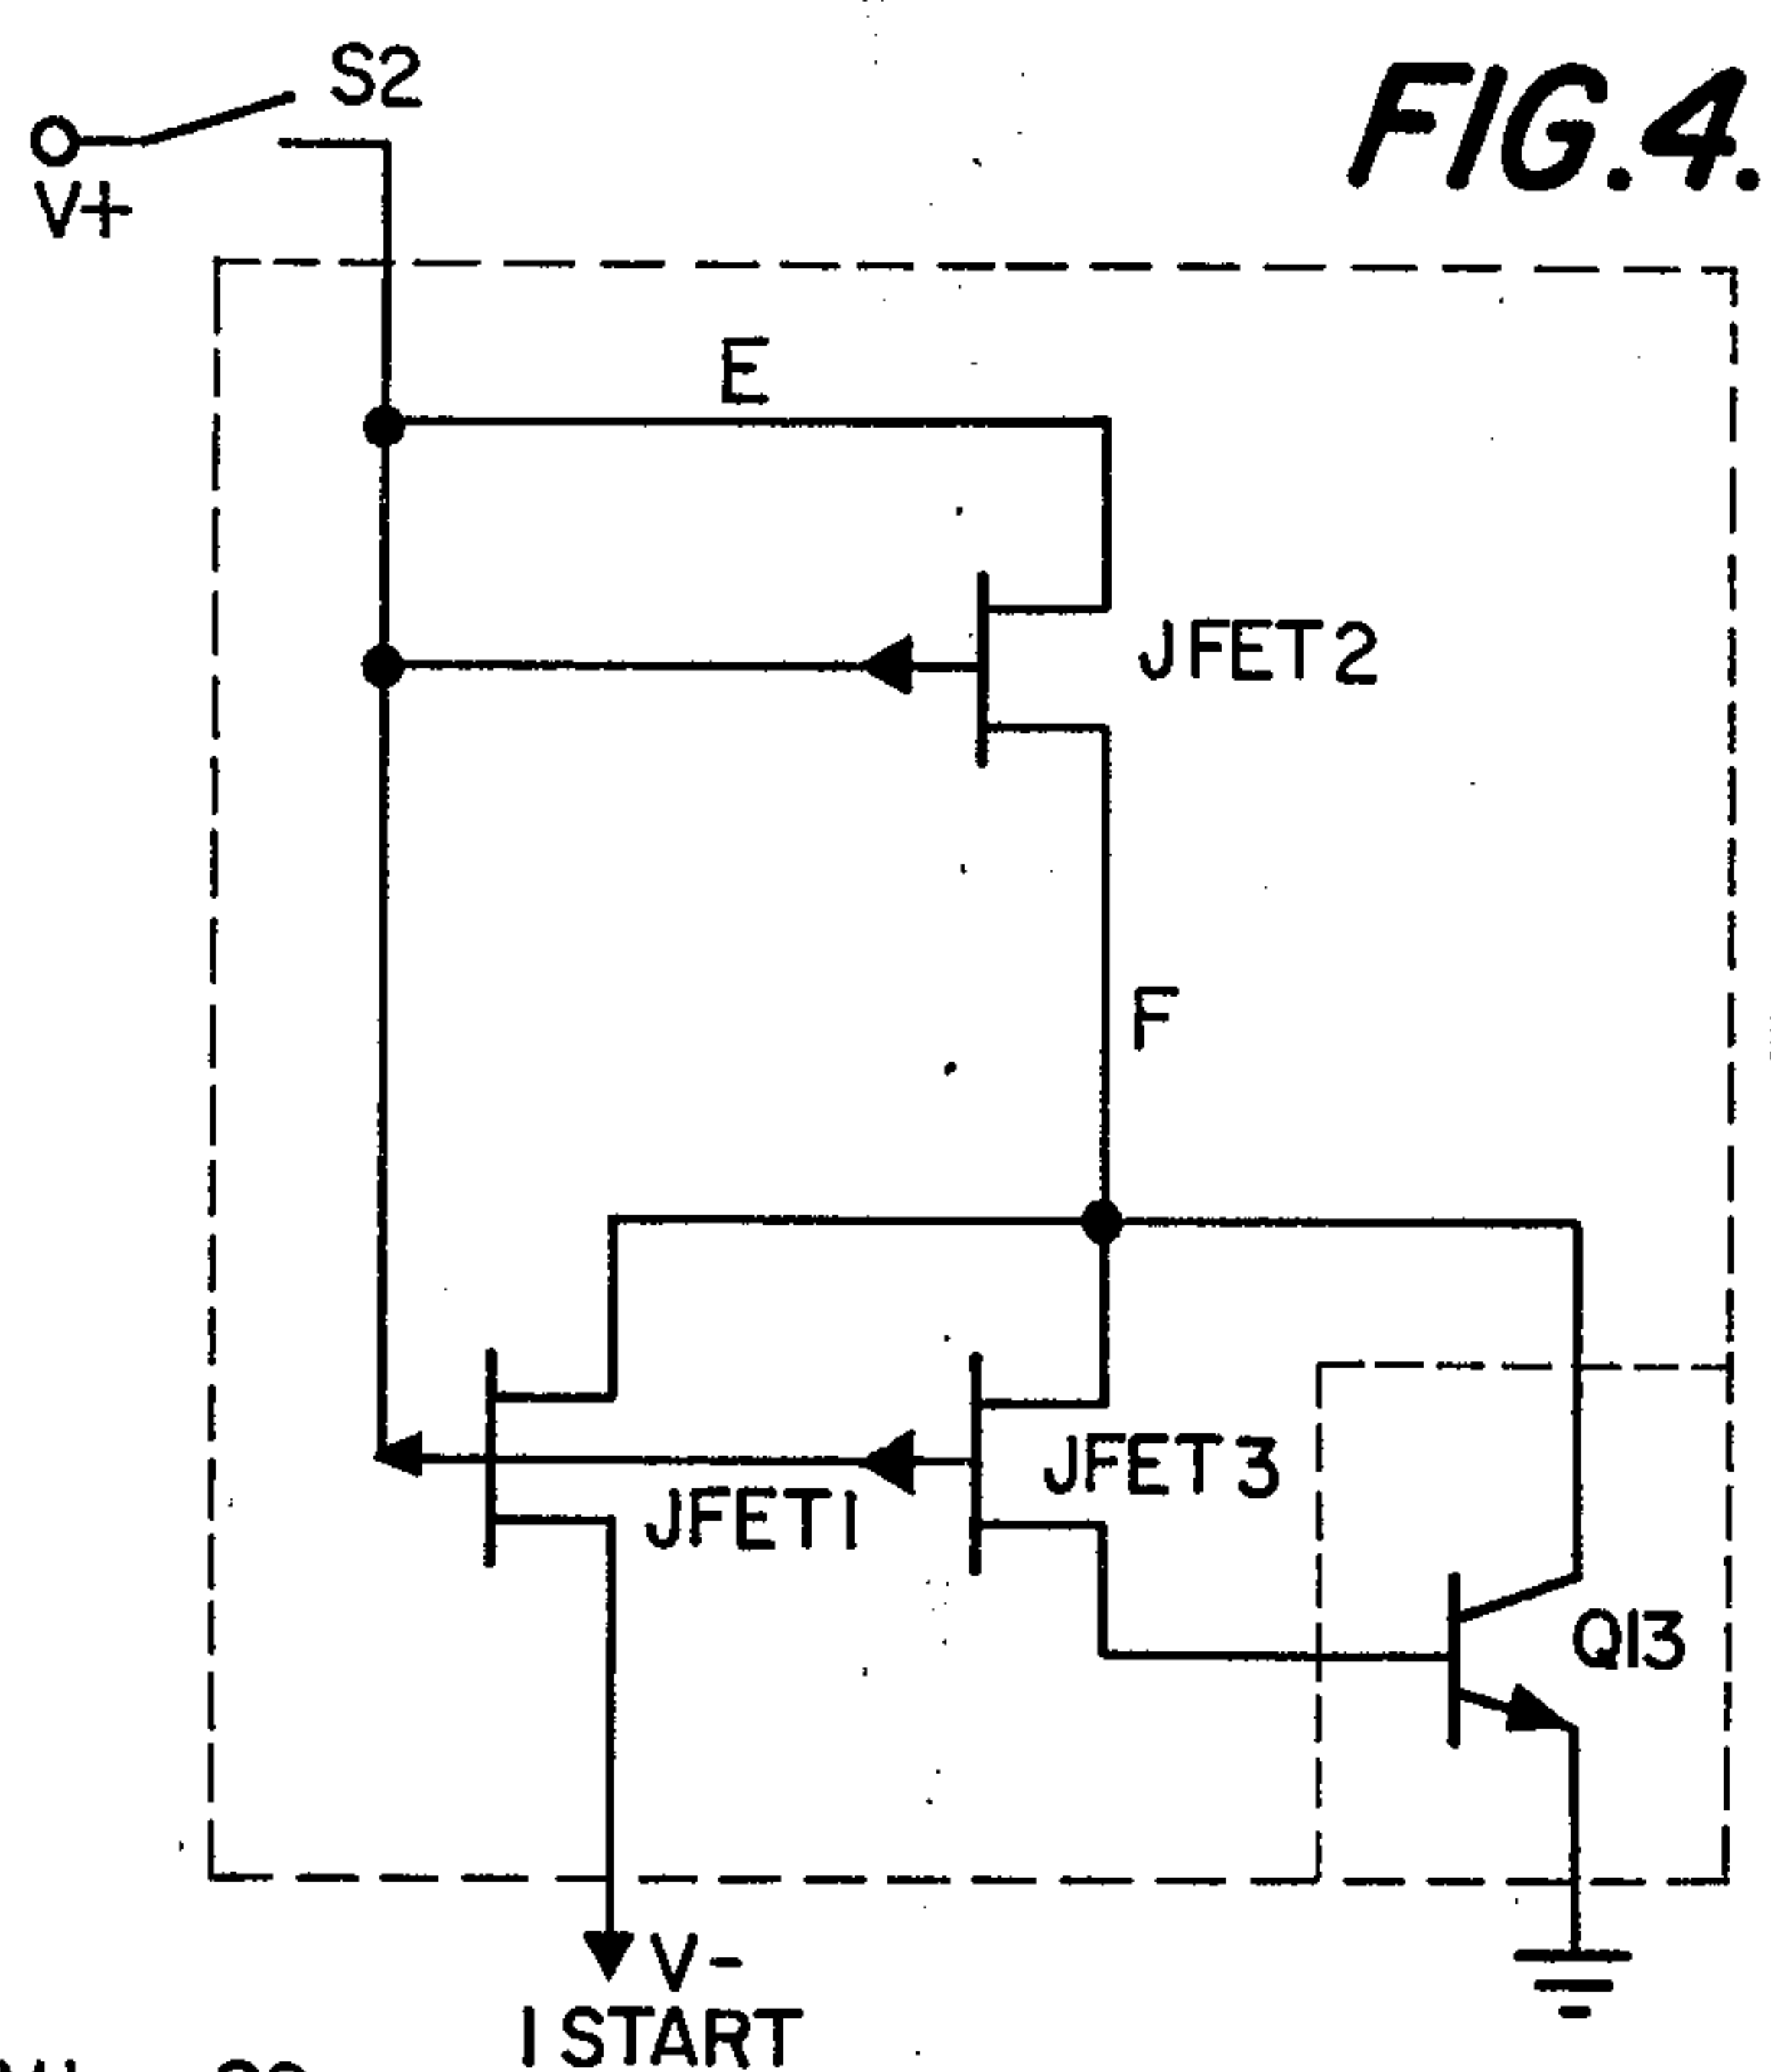 S2
FIG.4.
V+
E
JFET2
F
JFET3
JFET1
Q13
V-
I START